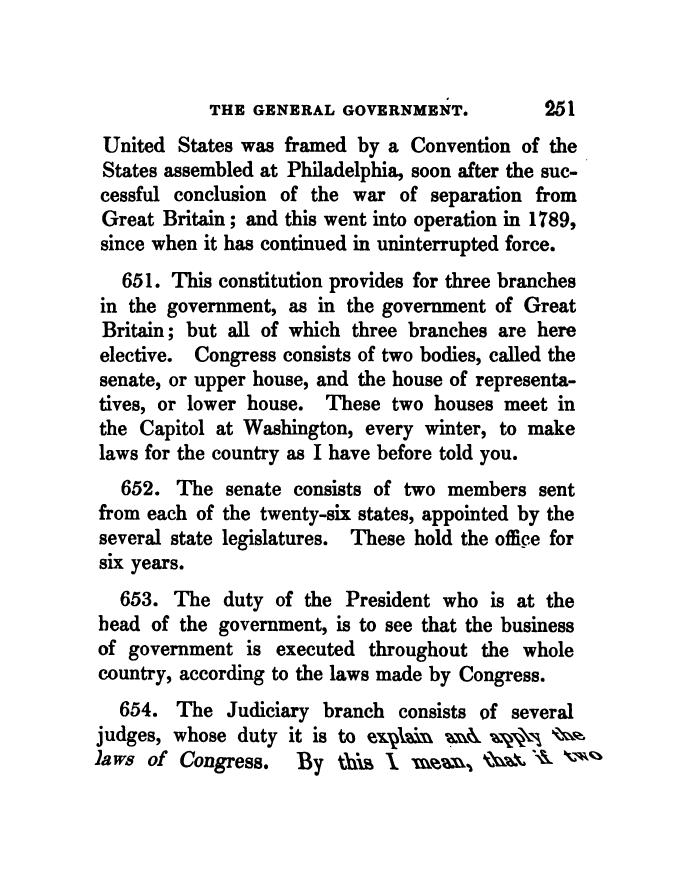 THE GENERAL GOVERNMENT. 251
United States was framed by a Convention of the
States assembled at Philadelphia, soon after the suc-
cessful conclusion of the war of separation from
Great Britain; and this went into operation in 1789,
since when it has continued in uninterrupted force.
651. This constitution provides for three branches
in the government, as in the government of Great
Britain; but all of which three branches are here
elective. Congress consists of two bodies, called the
senate, or upper house, and the house of representa-
tives, or lower house. These two houses meet in
the Capitol at Washington, every winter, to make
laws for the country as I have before told you.
652. The senate consists of two members sent
from each of the twenty-six states, appointed by the
several state legislatures. These hold the office for
six years.
653. The duty of the President who is at the
head of the government, is to see that the business
of government is executed throughout the whole
country, according to the laws made by Congress.
654. The Judiciary branch consists of several
judges, whose duty it is to explain and apply the
laws of Congress. By this I mean, that if two